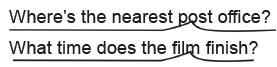 Where's the nearest post office?
What time does the film finish?